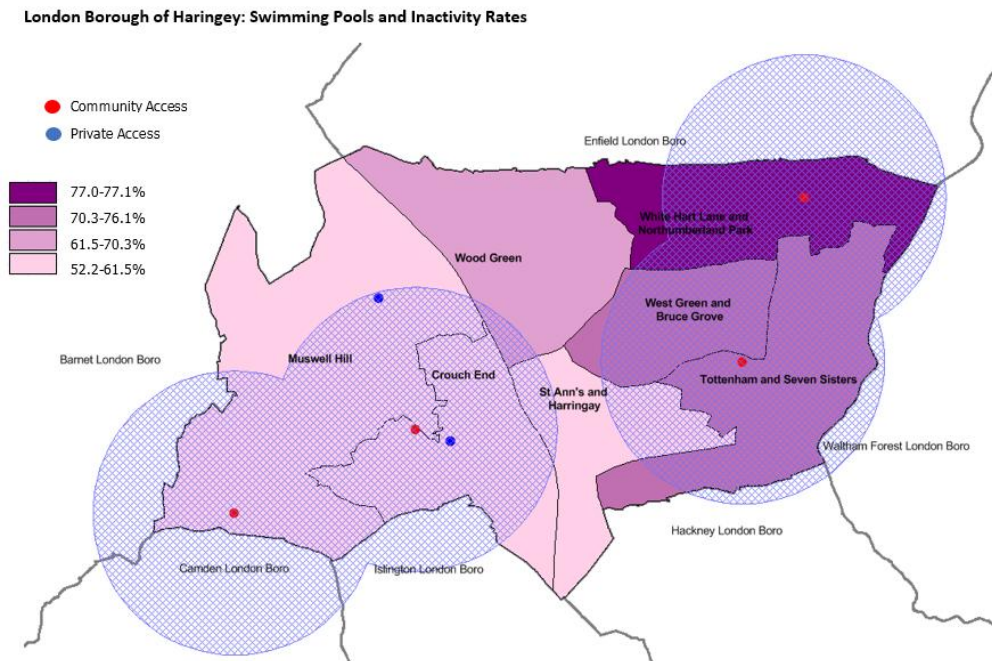 London Borough of Haringey: Swimming Pools and Inactivity Rates
Community Access
Private Access
77.0-77.1%
70.3-76.1%
61.5-70.3%
52.2-61.5%
Enfield London Boro
White Hart Lane and
Northumberland Park
Wood Green
West Green and
Bruce Grove
Barnet London Boro
Muswell Hill
Crouch End
St Ann's and
Harringay
Tottenham and Seven Sisters
Waltham Forest London Boro
Hackney London Boro
Camden London Boro
Islington London Boro